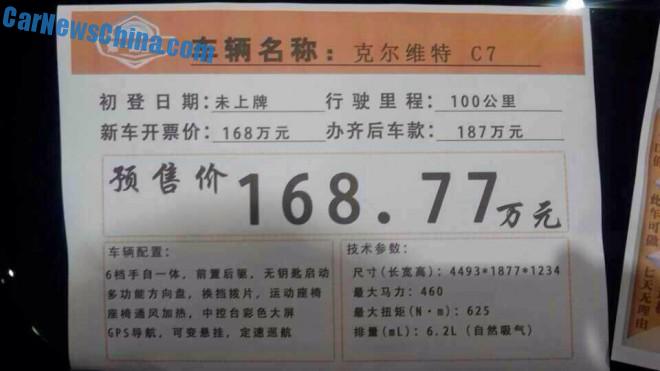 CarNewsChina.com
车辆名称: 克尔维特 C7
初登日期: 未上牌 行驶里程: 100公里
新车开票价: 168万元 办齐后车款: 187万元
预售价 168.77万元
车辆配置:
6档手自一体, 前置后驱, 无钥匙启动
多功能方向盘, 换挡拨片, 运动座椅
座椅通风加热, 中控台彩色大屏
GPS导航, 可变悬挂, 定速巡航
技术参数:
尺寸(长宽高): 4493*1877*1234
最大马力: 460
最大扭矩(N·m): 625
排量(mL): 6.2L (自然吸气)